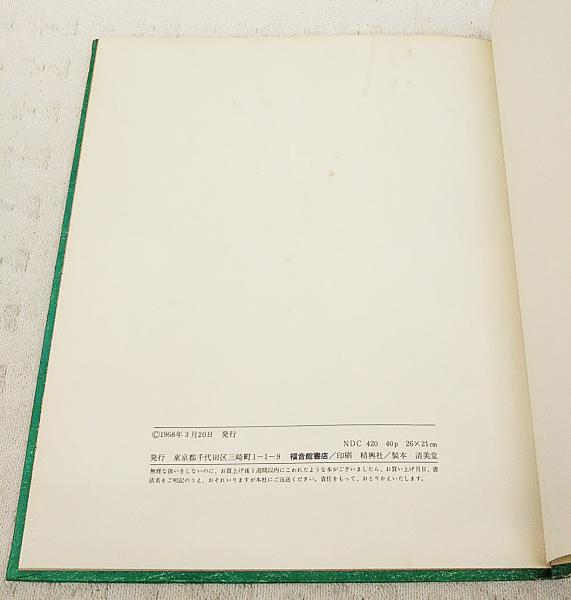 ©1968年3月20日 発行
NDC 420 40p 26×21cm
発行 東京都千代田区三崎町1-1-9 福音館書店/印刷 精興社/製本 清美堂
無理な扱いをしないのに、お買上げ後1週間以内にこわれたような本がございましたら、お買い上げ月日、書
店名をご明記のうえ、おそれいりますが本社にご返送ください。責任をもって、おとりかえいたします。